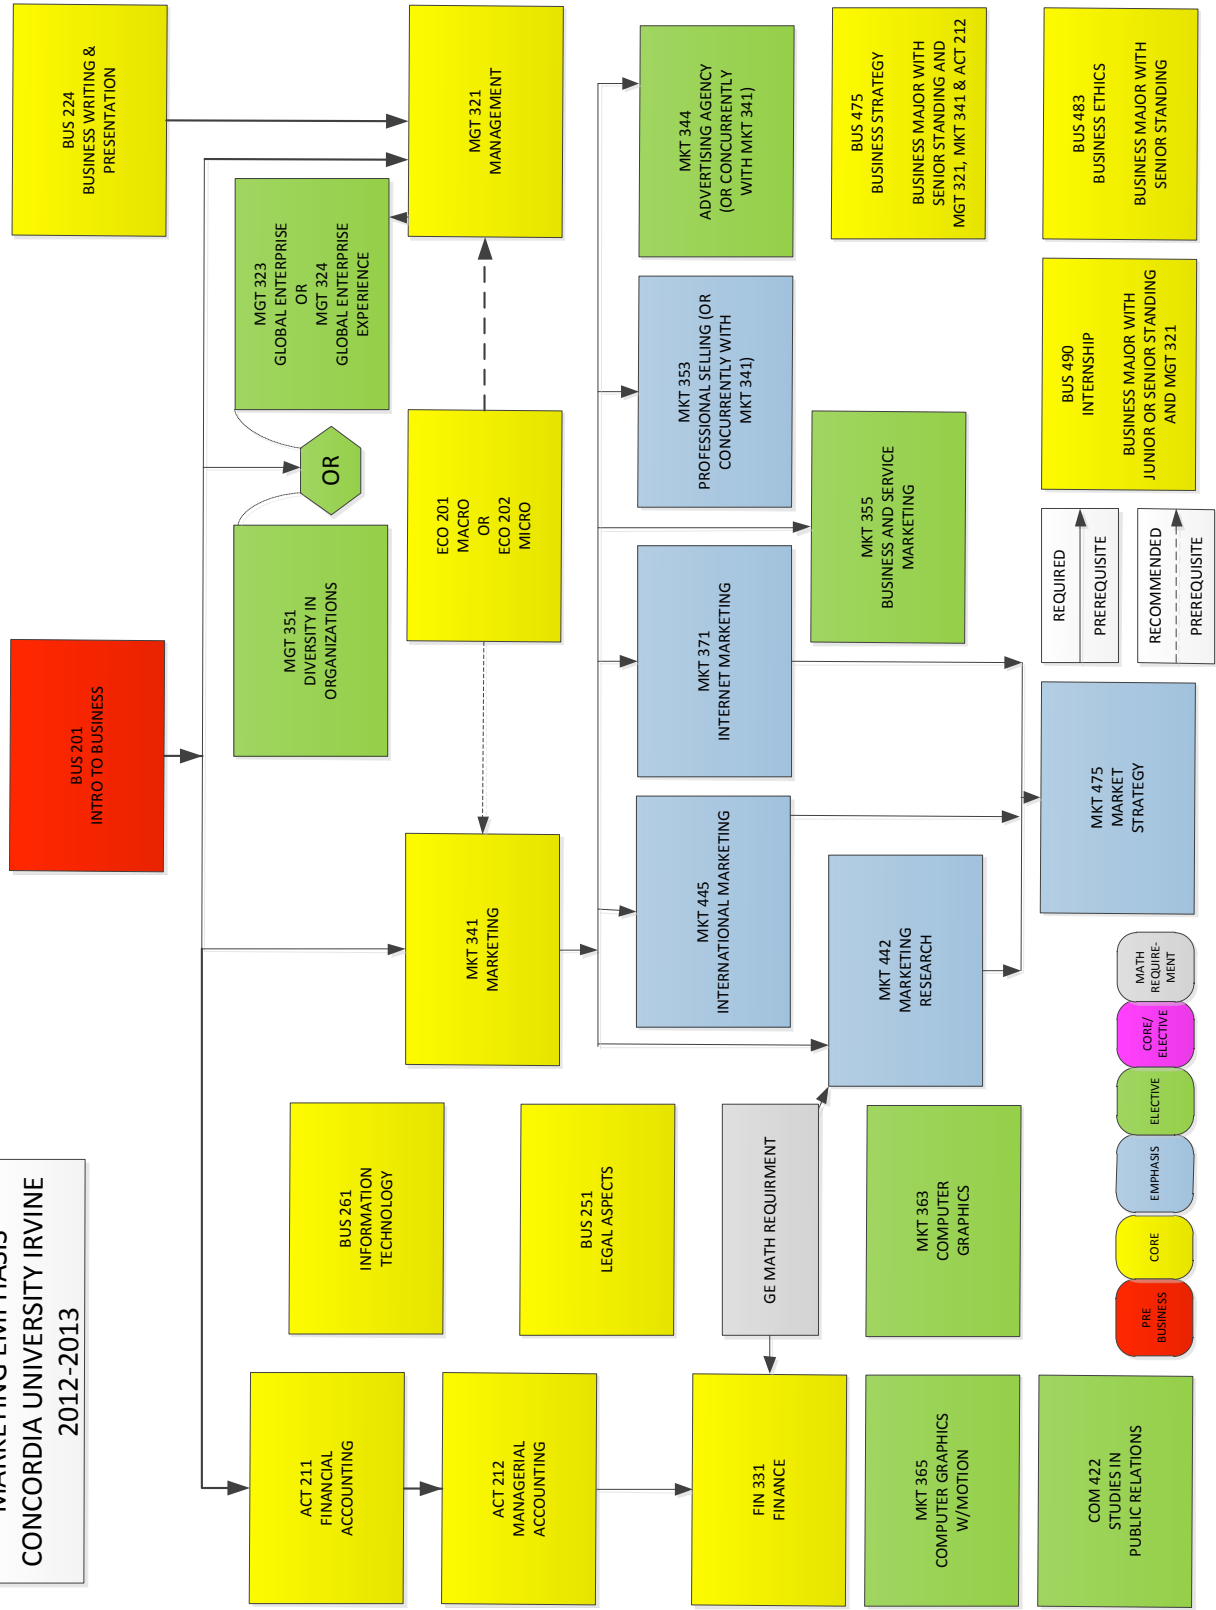 MARKETING EMPHASIS
CONCORDIA UNIVERSITY IRVINE
2012-2013
BUS 201
INTRO TO BUSINESS
BUS 224
BUSINESS WRITING &
PRESENTATION
ACT 211
FINANCIAL
ACCOUNTING
BUS 261
INFORMATION
TECHNOLOGY
MGT 351
DIVERSITY IN
ORGANIZATIONS
OR
MGT 323
GLOBAL ENTERPRISE
OR
MGT 324
GLOBAL ENTERPRISE
EXPERIENCE
ACT 212
MANAGERIAL
ACCOUNTING
BUS 251
LEGAL ASPECTS
MKT 341
MARKETING
ECO 201
MACRO
OR
ECO 202
MICRO
MGT 321
MANAGEMENT
FIN 331
FINANCE
GE MATH REQUIRMENT
MKT 445
INTERNATIONAL MARKETING
MKT 371
INTERNET MARKETING
MKT 353
PROFESSIONAL SELLING (OR
CONCURRENTLY WITH
MKT 341)
MKT 344
ADVERTISING AGENCY
(OR CONCURRENTLY
WITH MKT 341)
MKT 365
COMPUTER GRAPHICS
W/MOTION
MKT 363
COMPUTER
GRAPHICS
MKT 442
MARKETING
RESEARCH
MKT 355
BUSINESS AND SERVICE
MARKETING
BUS 475
BUSINESS STRATEGY
BUSINESS MAJOR WITH
SENIOR STANDING AND
MGT 321, MKT 341 & ACT 212
COM 422
STUDIES IN
PUBLIC RELATIONS
PRE
BUSINESS
CORE
EMPHASIS
ELECTIVE
CORE/
ELECTIVE
MATH
REQUIRE-
MENT
MKT 475
MARKET
STRATEGY
REQUIRED
PREREQUISITE
RECOMMENDED
PREREQUISITE
BUS 490
INTERNSHIP
BUSINESS MAJOR WITH
JUNIOR OR SENIOR STANDING
AND MGT 321
BUS 483
BUSINESS ETHICS
BUSINESS MAJOR WITH
SENIOR STANDING